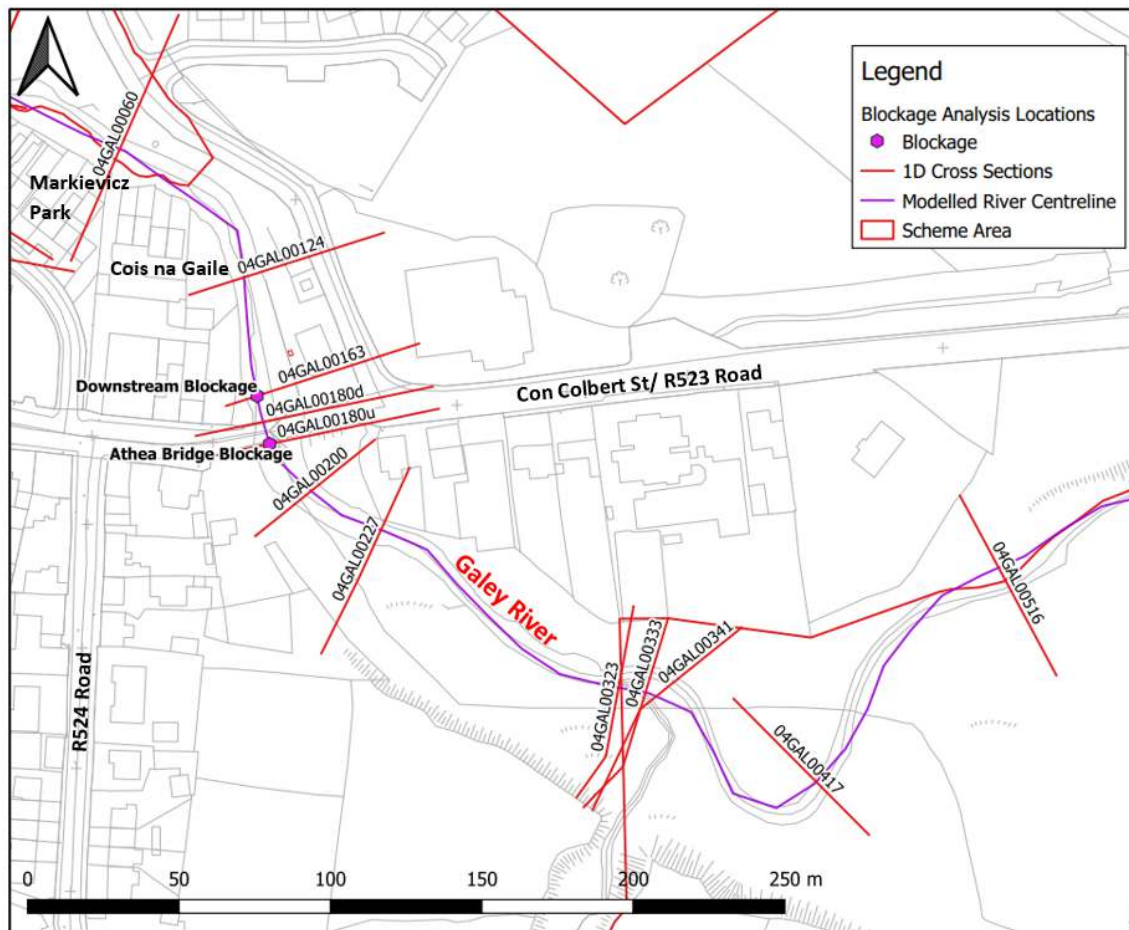 Legend
Blockage Analysis Locations
Blockage
1D Cross Sections
Modelled River Centreline
Scheme Area
04GAL00060
Markievicz
Park
Cois na Gaile
04GAL00124
04GAL00163
Downstream Blockage
04GAL00180d
Con Colbert St/ R523 Road
04GAL00180u
Athea Bridge Blockage
04GAL00200
04GAL00227
Galey River
04GAL00516
04GAL00323
04GAL00333
04GAL00341
04GAL00417
R524 Road
0 50 100 150 200 250 m